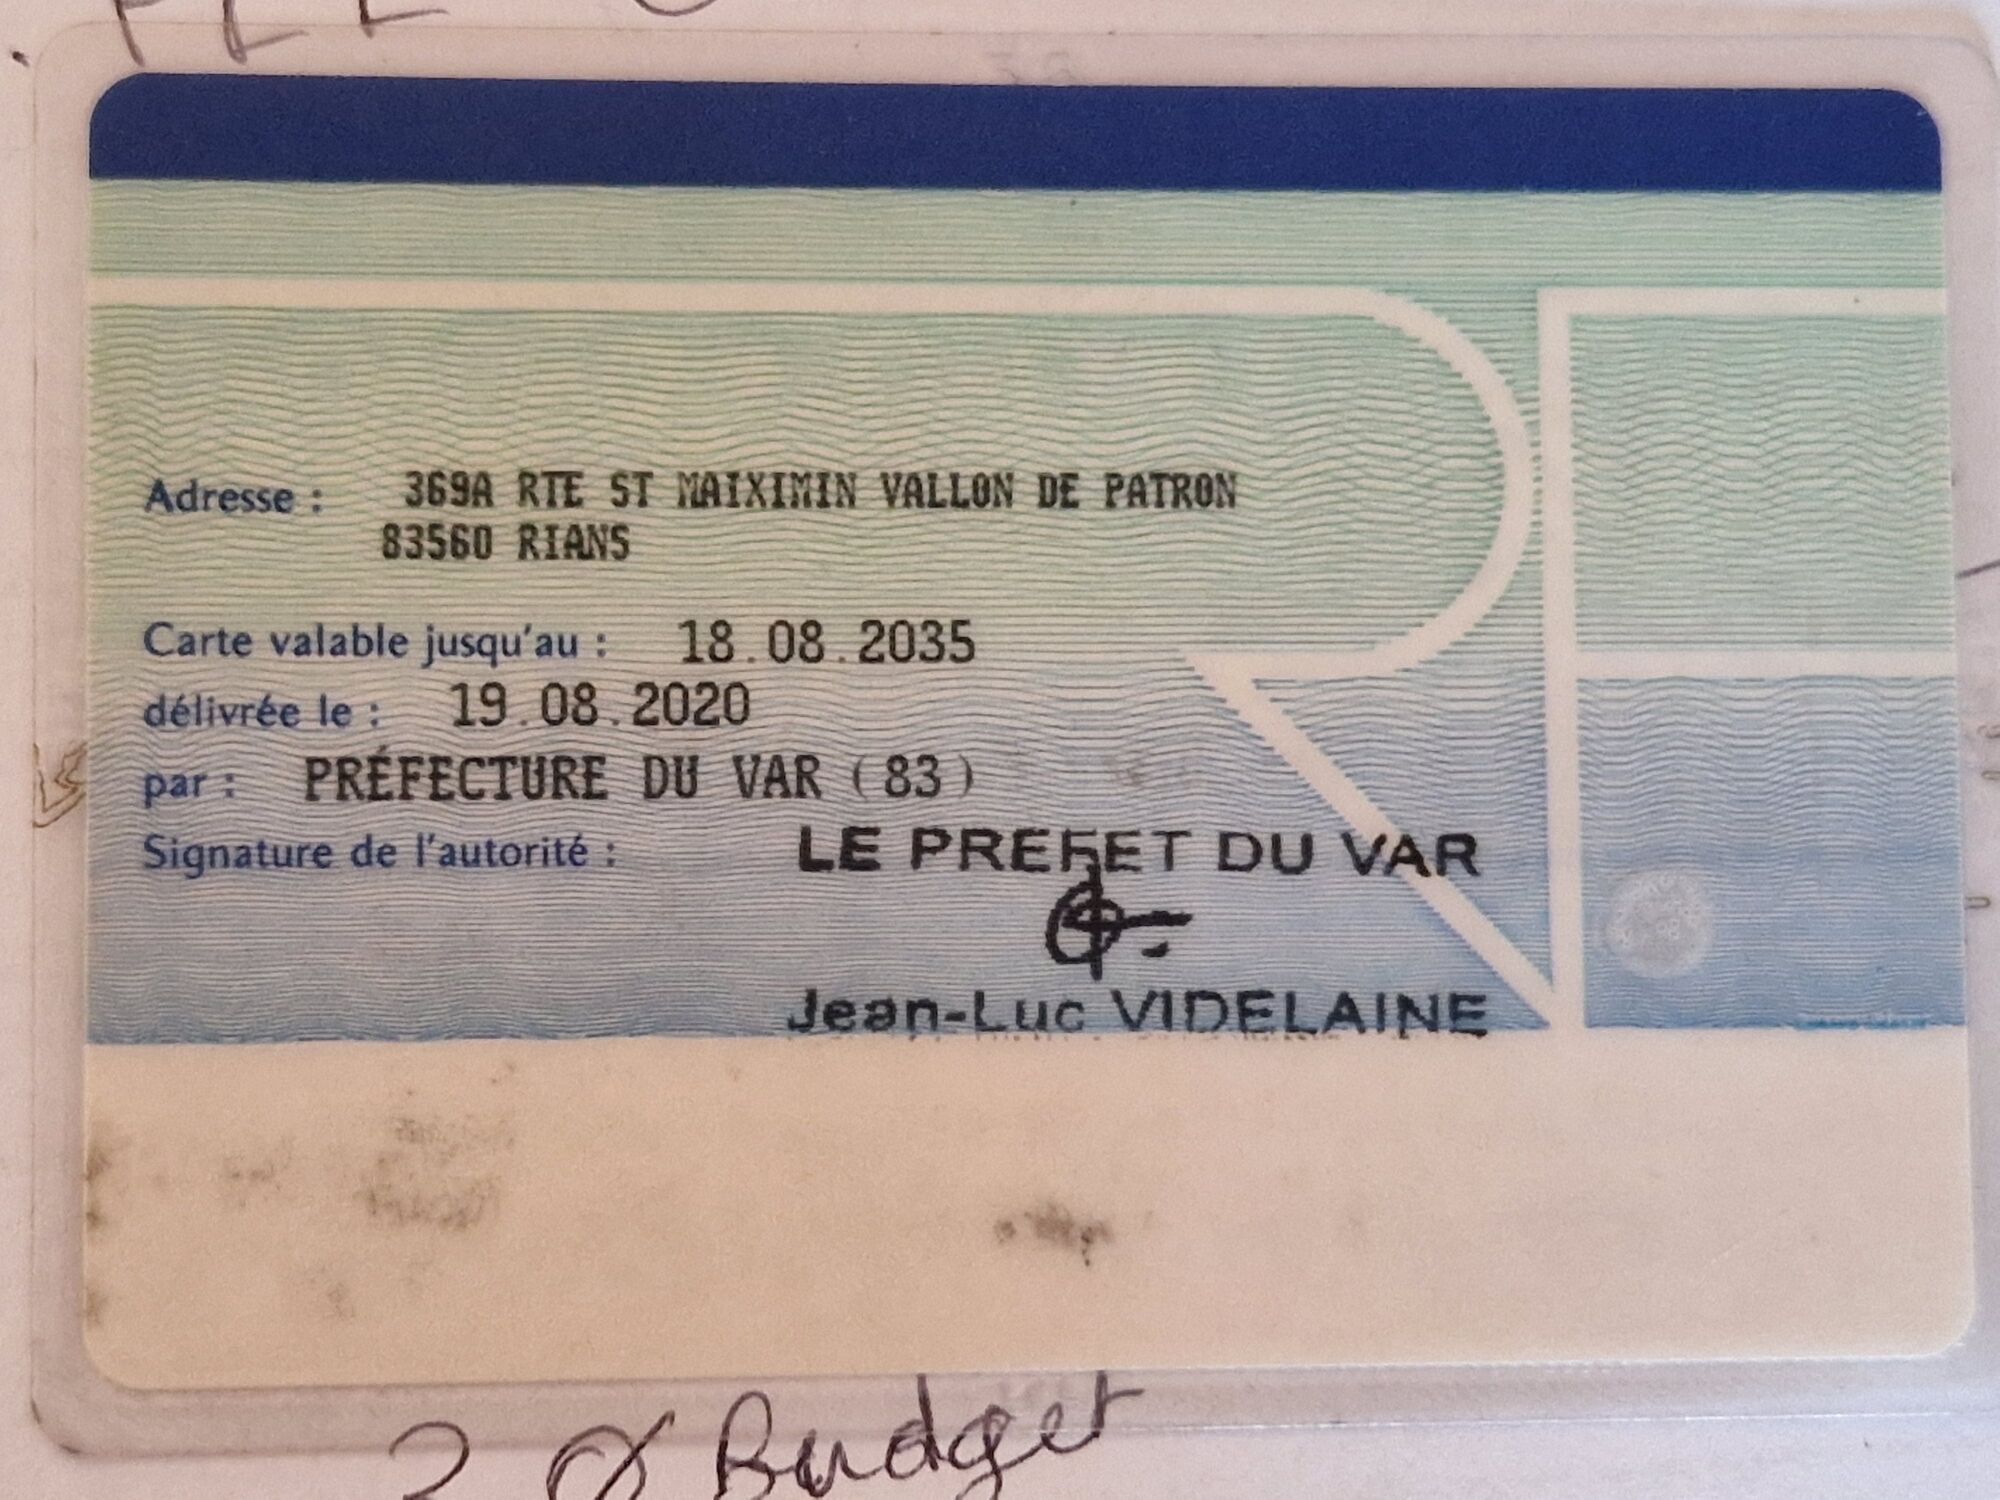 Adresse : 369A RTE ST MAIXIMIN VALLON DE PATRON
83560 RIANS
Carte valable jusqu'au : 18.08.2035
délivrée le : 19.08.2020
par : PRÉFECTURE DU VAR (83)
Signature de l'autorité : LE PREFET DU VAR
Jean-Luc VIDELAINE
Budget